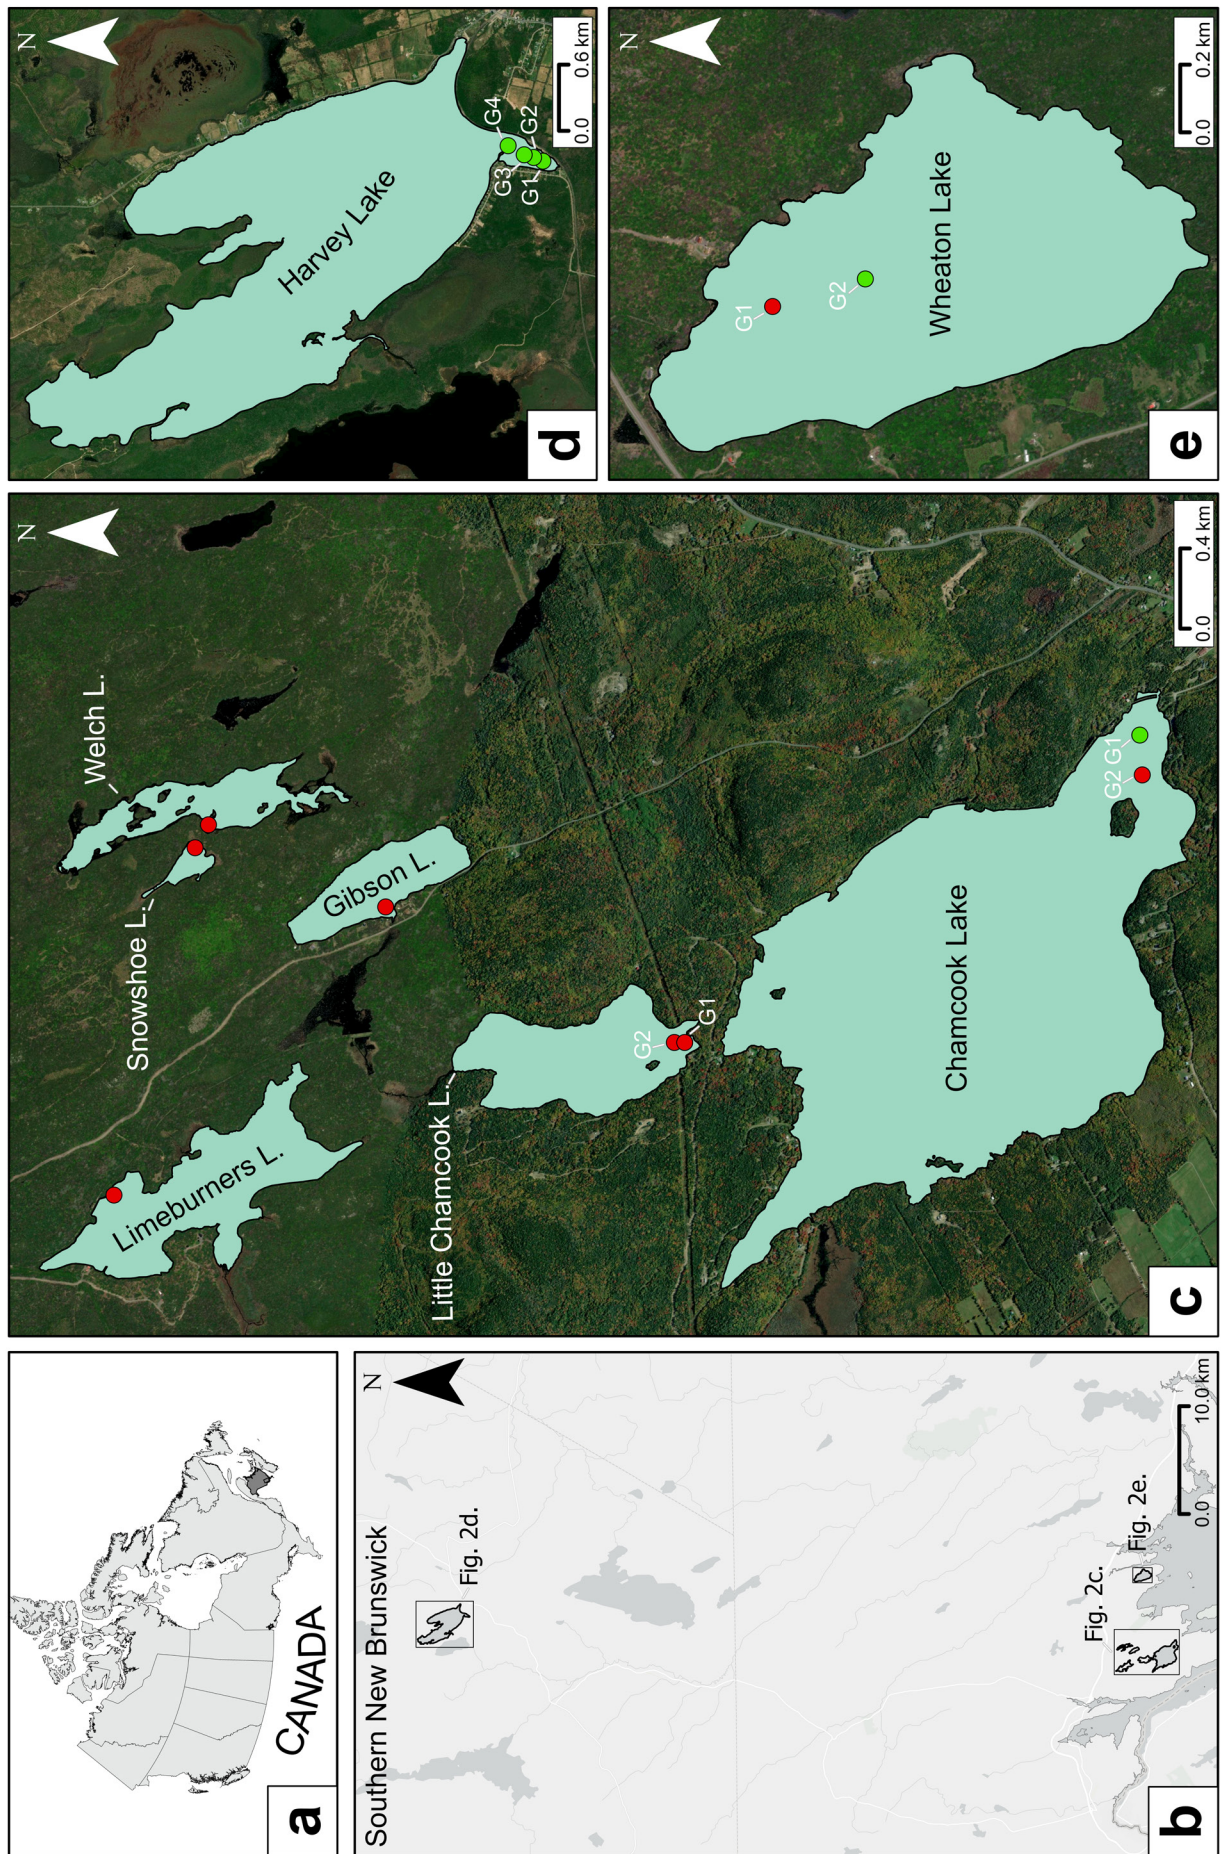 CANADA
a
Southern New Brunswick
N
Fig. 2d.
Fig. 2c.
Fig. 2e.
0.0 10.0 km
b
N
Welch L.
Snowshoe L.
Limeburners L.
Gibson L.
Little Chamcook L.
G2
G1
Chamcook Lake
G2 G1
0.0 0.4 km
c
N
Harvey Lake
G4
G3
G2
G1
0.0 0.6 km
d
N
G1
G2
Wheaton Lake
0.0 0.2 km
e